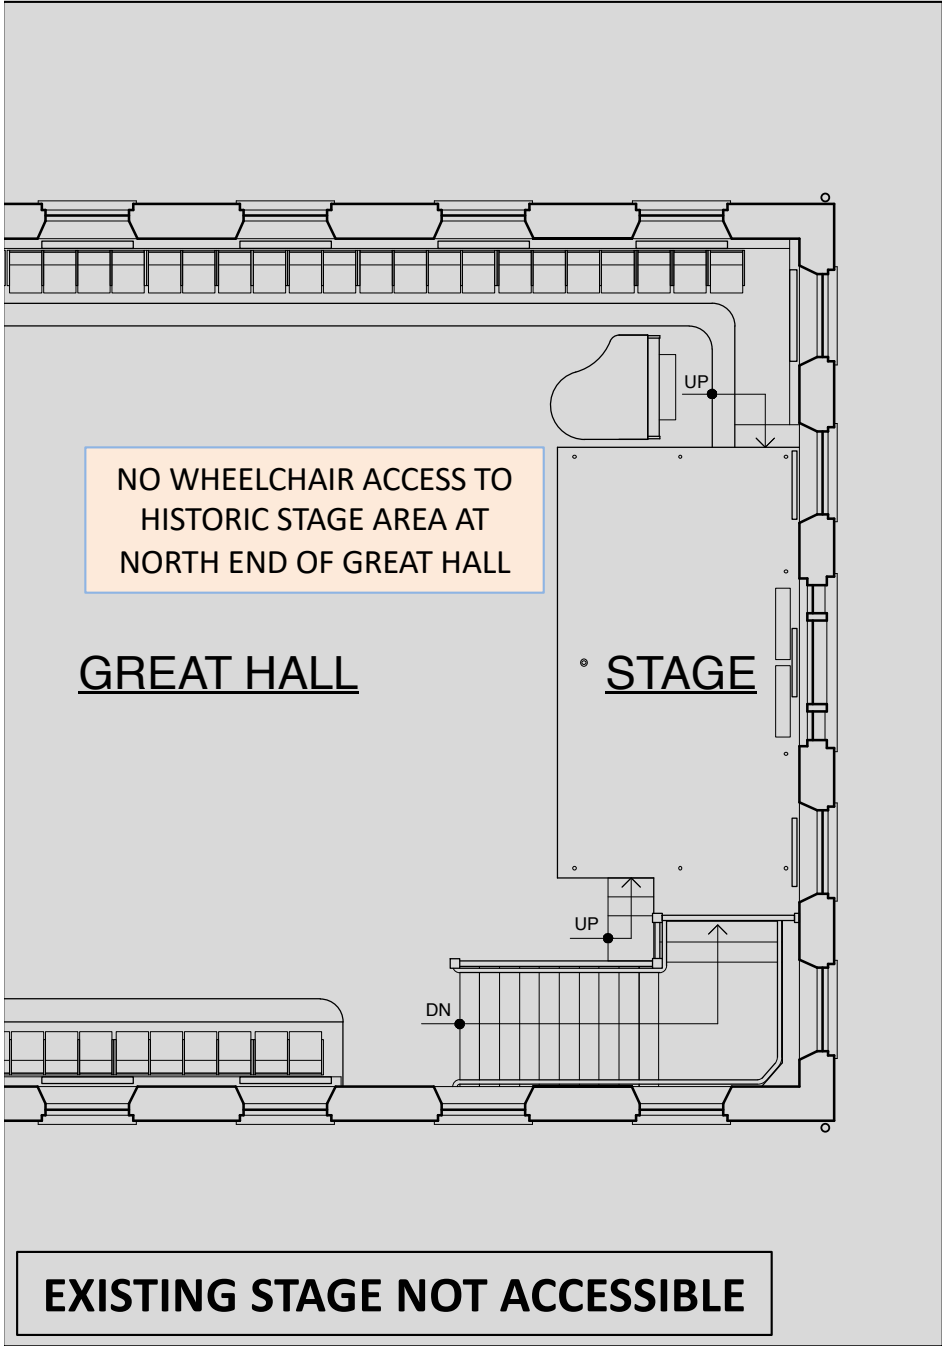 UP
NO WHEELCHAIR ACCESS TO
HISTORIC STAGE AREA AT
NORTH END OF GREAT HALL
GREAT HALL
STAGE
UP
DN
EXISTING STAGE NOT ACCESSIBLE